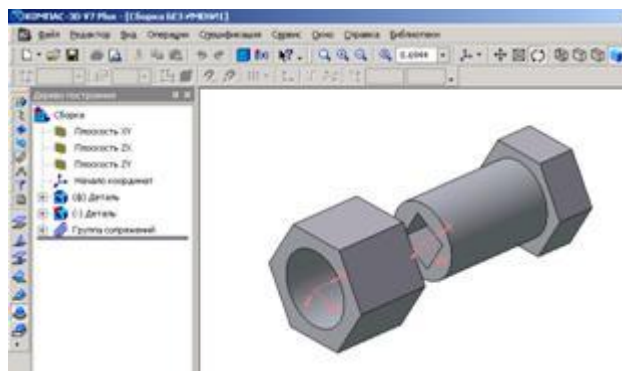 КОМПАС-3D V7 Plus - [Сборка БЕЗ ИМЕНИ1]
Файл Редактор Вид Операции Спецификация Сервис Окно Справка Библиотеки
Дерево построения
Сборка
Плоскость XY
Плоскость ZX
Плоскость ZY
Начало координат
(ф) Деталь
(-) Деталь
Группа сопряжений